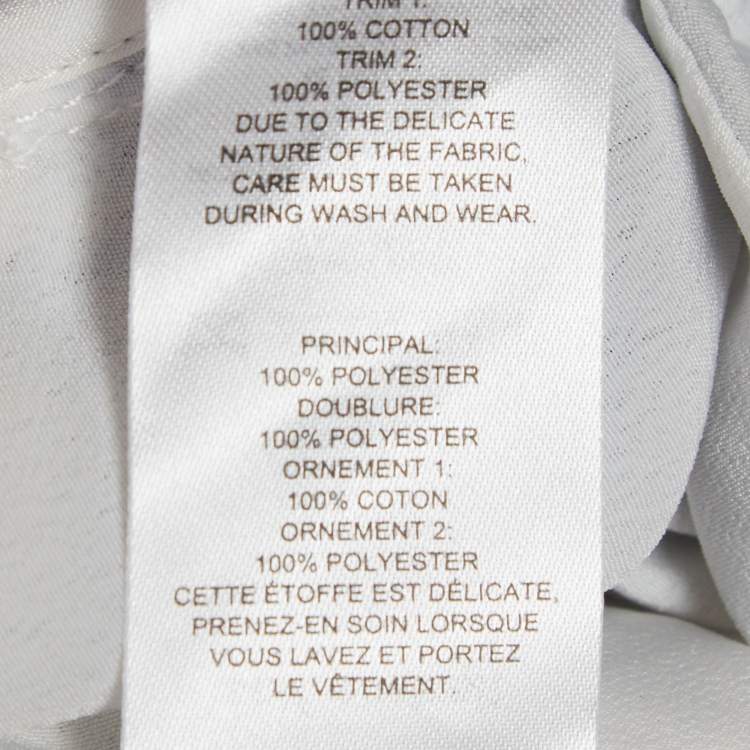 TRIM 1:
100% COTTON
TRIM 2:
100% POLYESTER
DUE TO THE DELICATE
NATURE OF THE FABRIC,
CARE MUST BE TAKEN
DURING WASH AND WEAR.
PRINCIPAL:
100% POLYESTER
DOUBLURE:
100% POLYESTER
ORNEMENT 1:
100% COTON
ORNEMENT 2:
100% POLYESTER
CETTE ÉTOFFE EST DÉLICATE,
PRENEZ-EN SOIN LORSQUE
VOUS LAVEZ ET PORTEZ
LE VÊTEMENT.